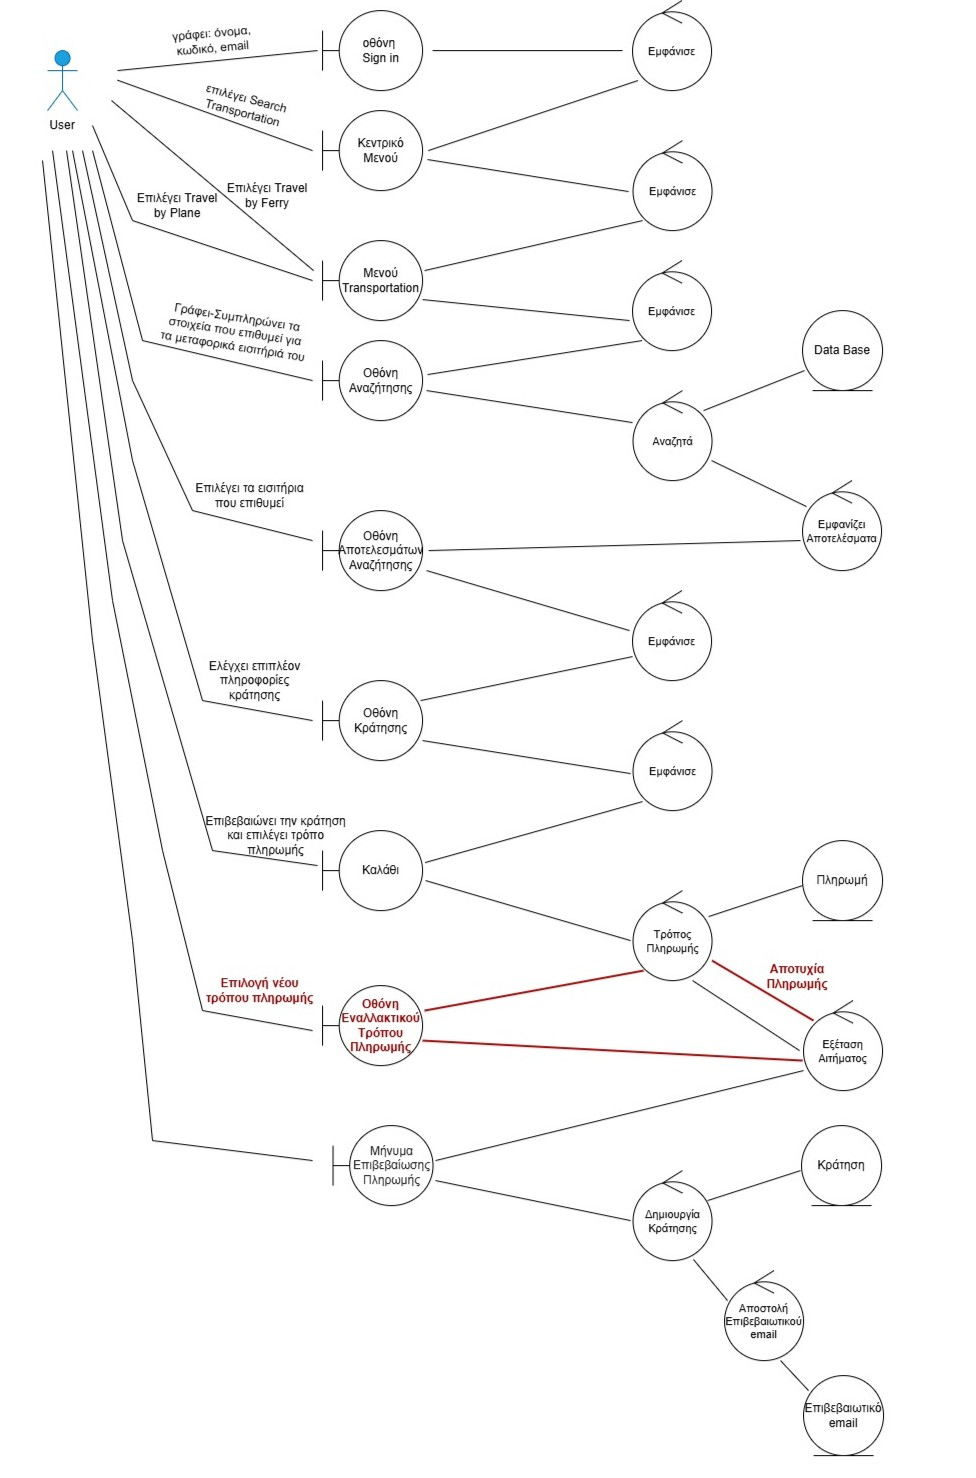 γράφει: όνομα,
κωδικό, email
οθόνη
Sign in
Εμφάνισε
User
επιλέγει Search
Transportation
Κεντρικό
Μενού
Εμφάνισε
Επιλέγει Travel
by Plane
Επιλέγει Travel
by Ferry
Μενού
Transportation
Εμφάνισε
Γράφει-Συμπληρώνει τα
στοιχεία που επιθυμεί για
τα μεταφορικά εισιτήριά του
Οθόνη
Αναζήτησης
Data Base
Αναζητά
Επιλέγει τα εισιτήρια
που επιθυμεί
Οθόνη
Αποτελεσμάτων
Αναζήτησης
Εμφανίζει
Αποτελέσματα
Εμφάνισε
Ελέγχει επιπλέον
πληροφορίες
κράτησης
Οθόνη
Κράτησης
Εμφάνισε
Επιβεβαιώνει την κράτηση
και επιλέγει τρόπο
πληρωμής
Καλάθι
Πληρωμή
Τρόπος
Πληρωμής
Αποτυχία
Πληρωμής
Επιλογή νέου
τρόπου πληρωμής
Οθόνη
Εναλλακτικού
Τρόπου
Πληρωμής
Εξέταση
Αιτήματος
Μήνυμα
Επιβεβαίωσης
Πληρωμής
Κράτηση
Δημιουργία
Κράτησης
Αποστολή
Επιβεβαιωτικού
email
Επιβεβαιωτικό
email